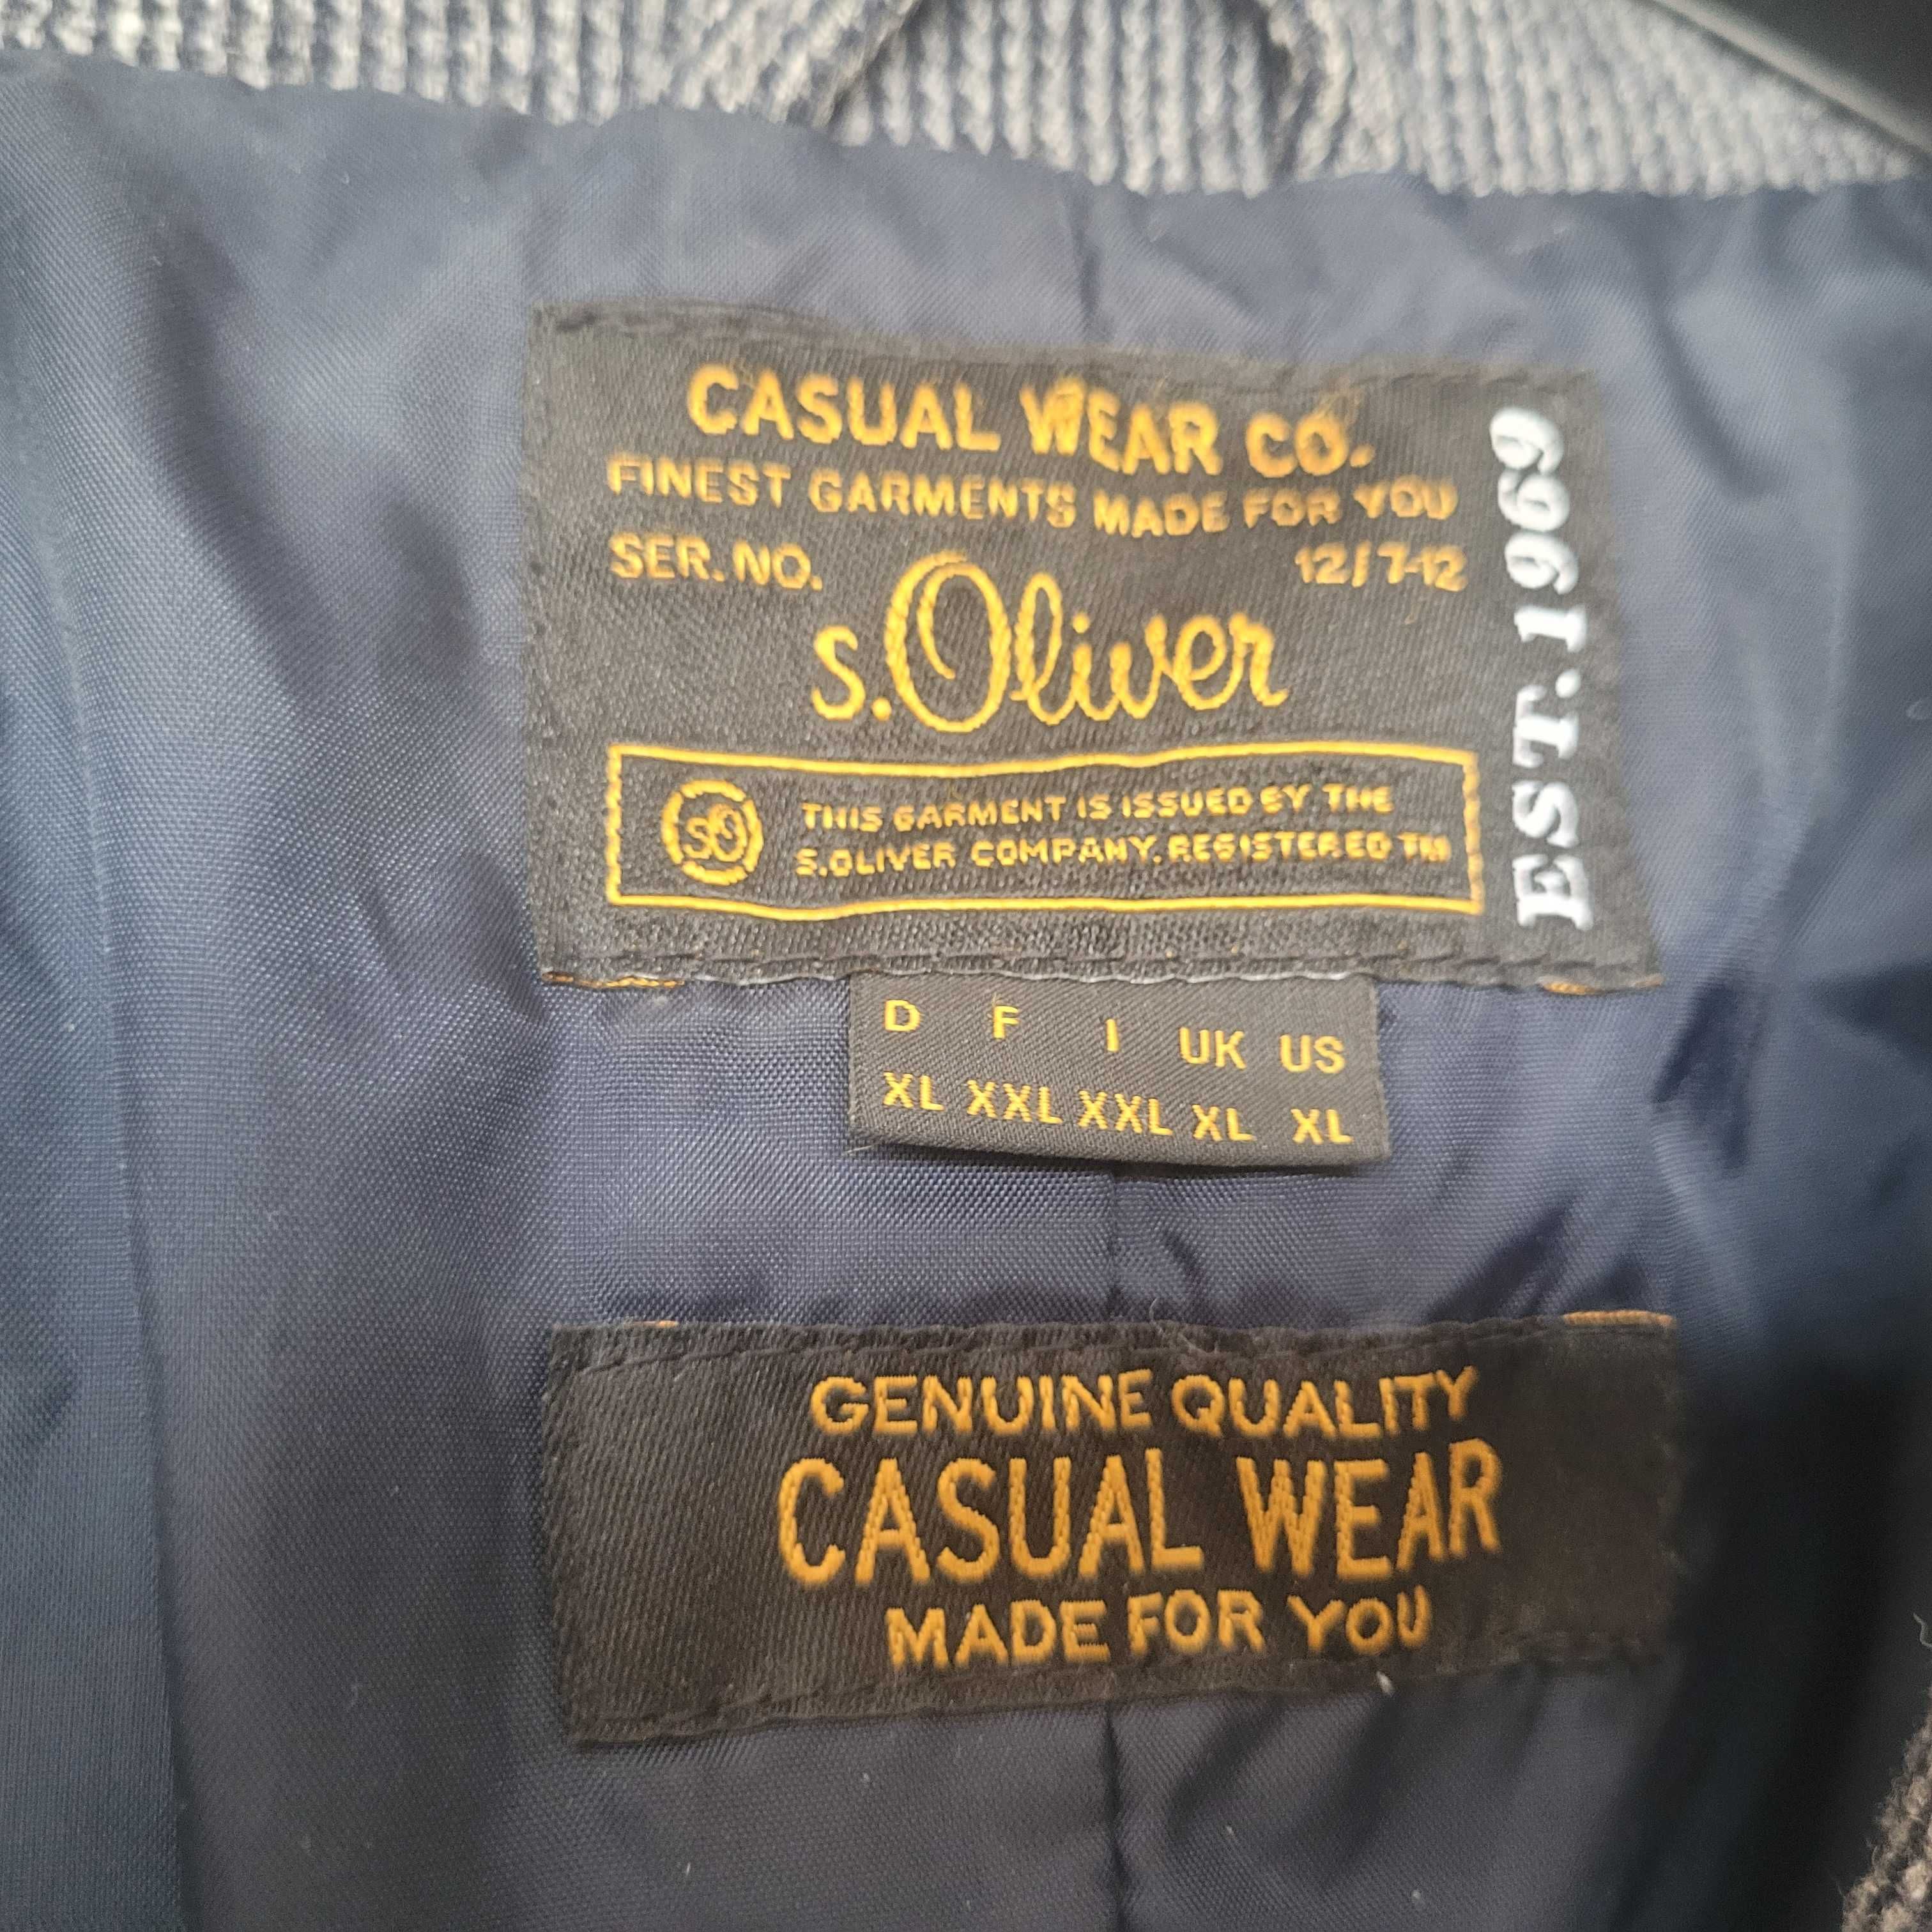 CASUAL WEAR CO.
FINEST GARMENTS MADE FOR YOU
SER. NO. 12/7-12
s.Oliver
SO THIS GARMENT IS ISSUED BY THE
S.OLIVER COMPANY. REGISTERED TM
EST. 1969
D F I UK US
XL XXL XXL XL XL
GENUINE QUALITY
CASUAL WEAR
MADE FOR YOU